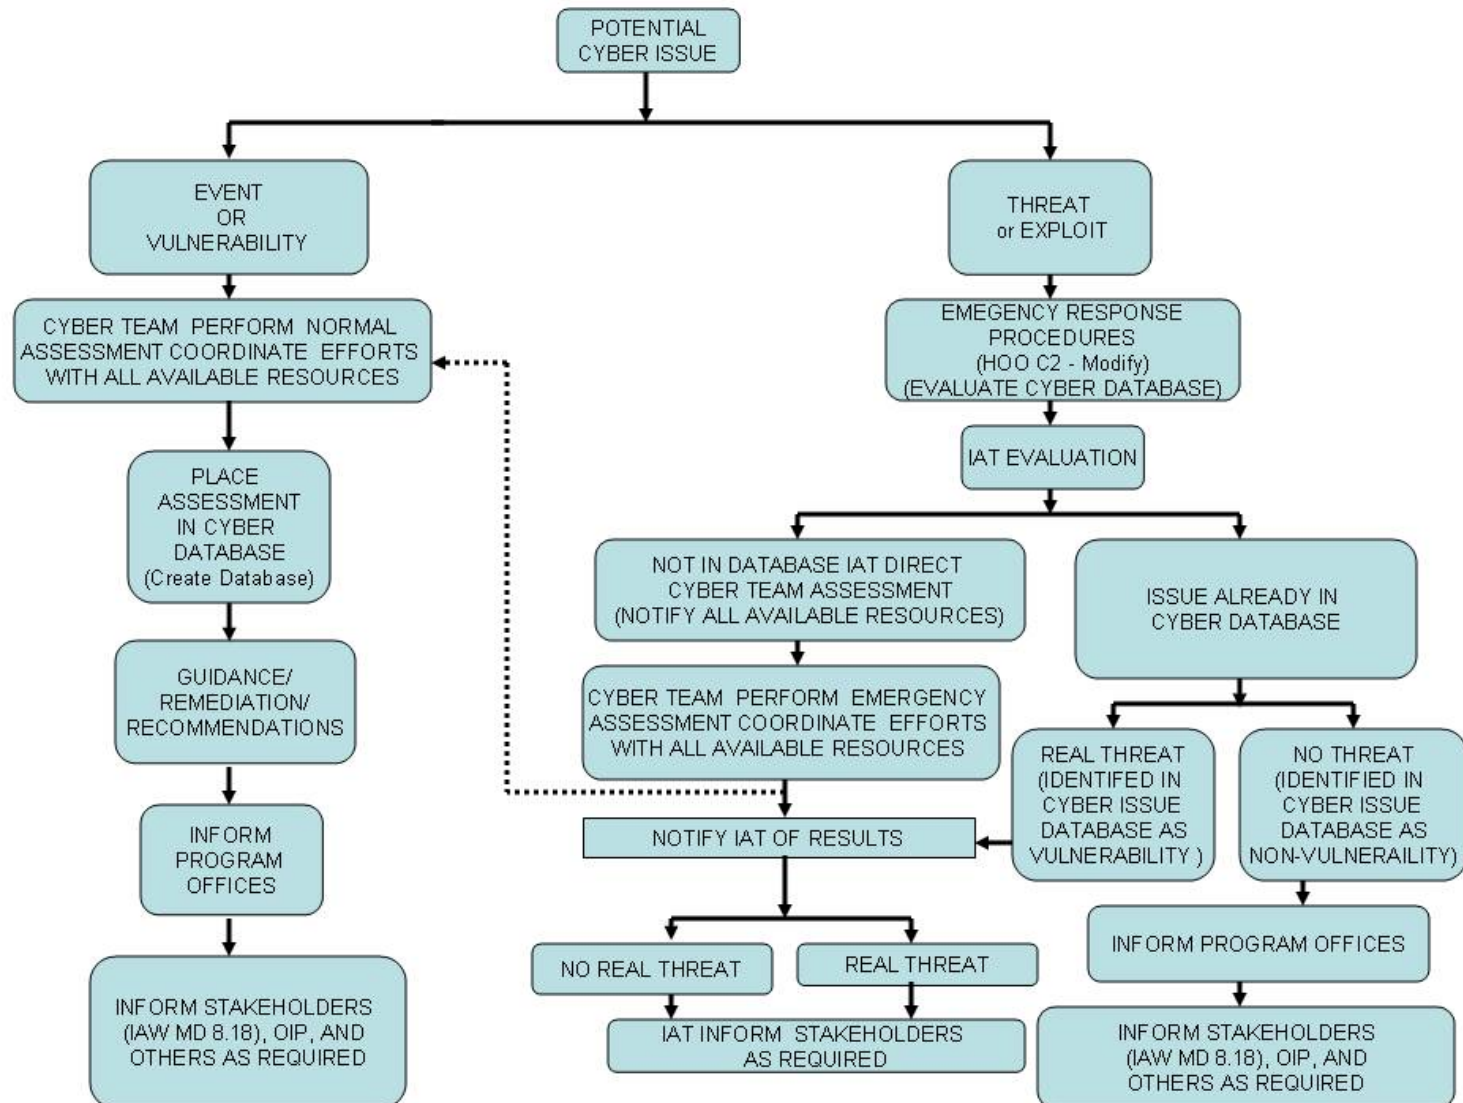 POTENTIAL
CYBER ISSUE
EVENT
OR
VULNERABILITY
THREAT
or EXPLOIT
CYBER TEAM PERFORM NORMAL
ASSESSMENT COORDINATE EFFORTS
WITH ALL AVAILABLE RESOURCES
EMEGENCY RESPONSE
PROCEDURES
(HOO C2 - Modify)
(EVALUATE CYBER DATABASE)
IAT EVALUATION
PLACE
ASSESSMENT
IN CYBER
DATABASE
(Create Database)
NOT IN DATABASE IAT DIRECT
CYBER TEAM ASSESSMENT
(NOTIFY ALL AVAILABLE RESOURCES)
ISSUE ALREADY IN
CYBER DATABASE
GUIDANCE/
REMEDIATION/
RECOMMENDATIONS
CYBER TEAM PERFORM EMERGENCY
ASSESSMENT COORDINATE EFFORTS
WITH ALL AVAILABLE RESOURCES
REAL THREAT
(IDENTIFED IN
CYBER ISSUE
DATABASE AS
VULNERABILITY )
NO THREAT
(IDENTIFIED IN
CYBER ISSUE
DATABASE AS
NON-VULNERAILITY)
INFORM
PROGRAM
OFFICES
NOTIFY IAT OF RESULTS
NO REAL THREAT
REAL THREAT
INFORM PROGRAM OFFICES
INFORM STAKEHOLDERS
(IAW MD 8.18), OIP, AND
OTHERS AS REQUIRED
IAT INFORM STAKEHOLDERS
AS REQUIRED
INFORM STAKEHOLDERS
(IAW MD 8.18), OIP, AND
OTHERS AS REQUIRED